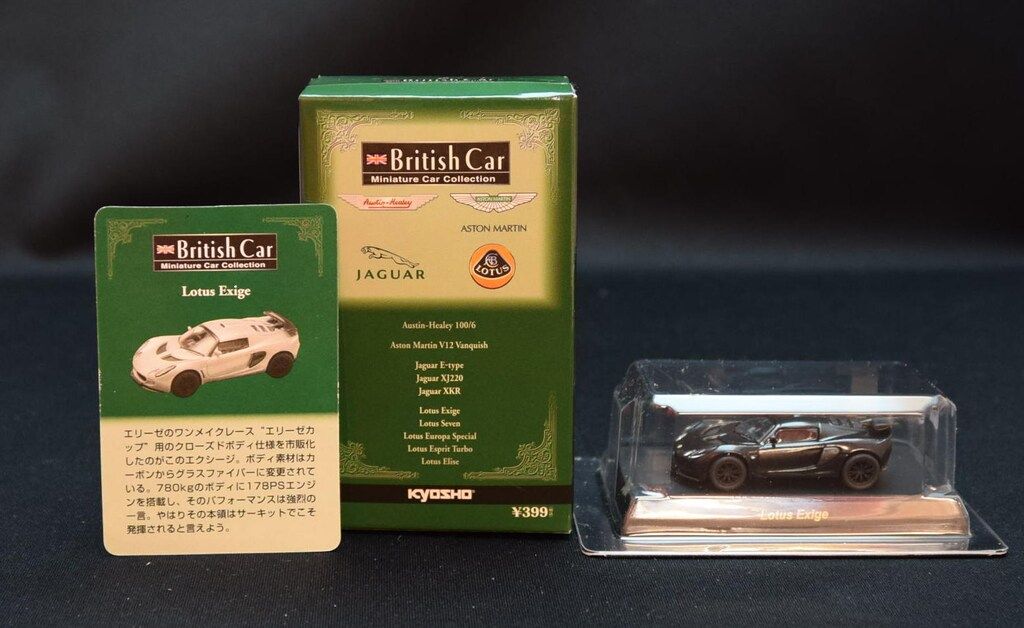 British Car
Miniature Car Collection
Lotus Exige
エリーゼのワンメイクレース“エリーゼカ
ップ”用のクローズドボディ仕様を市販化
したのがこのエクシージ。ボディ素材はカ
ーボンからグラスファイバーに変更されて
いる。780kgのボディに178PSエンジ
ンを搭載し、そのパフォーマンスは強烈の
一言。やはりその本領はサーキットでこそ
発揮されると言えよう。
British Car
Miniature Car Collection
Austin-Healey
ASTON MARTIN
ASTON MARTIN
JAGUAR
LOTUS
Austin-Healey 100/6
Aston Martin V12 Vanquish
Jaguar E-type
Jaguar XJ220
Jaguar XKR
Lotus Exige
Lotus Seven
Lotus Europa Special
Lotus Esprit Turbo
Lotus Elise
KYOSHO
¥399
Lotus Exige